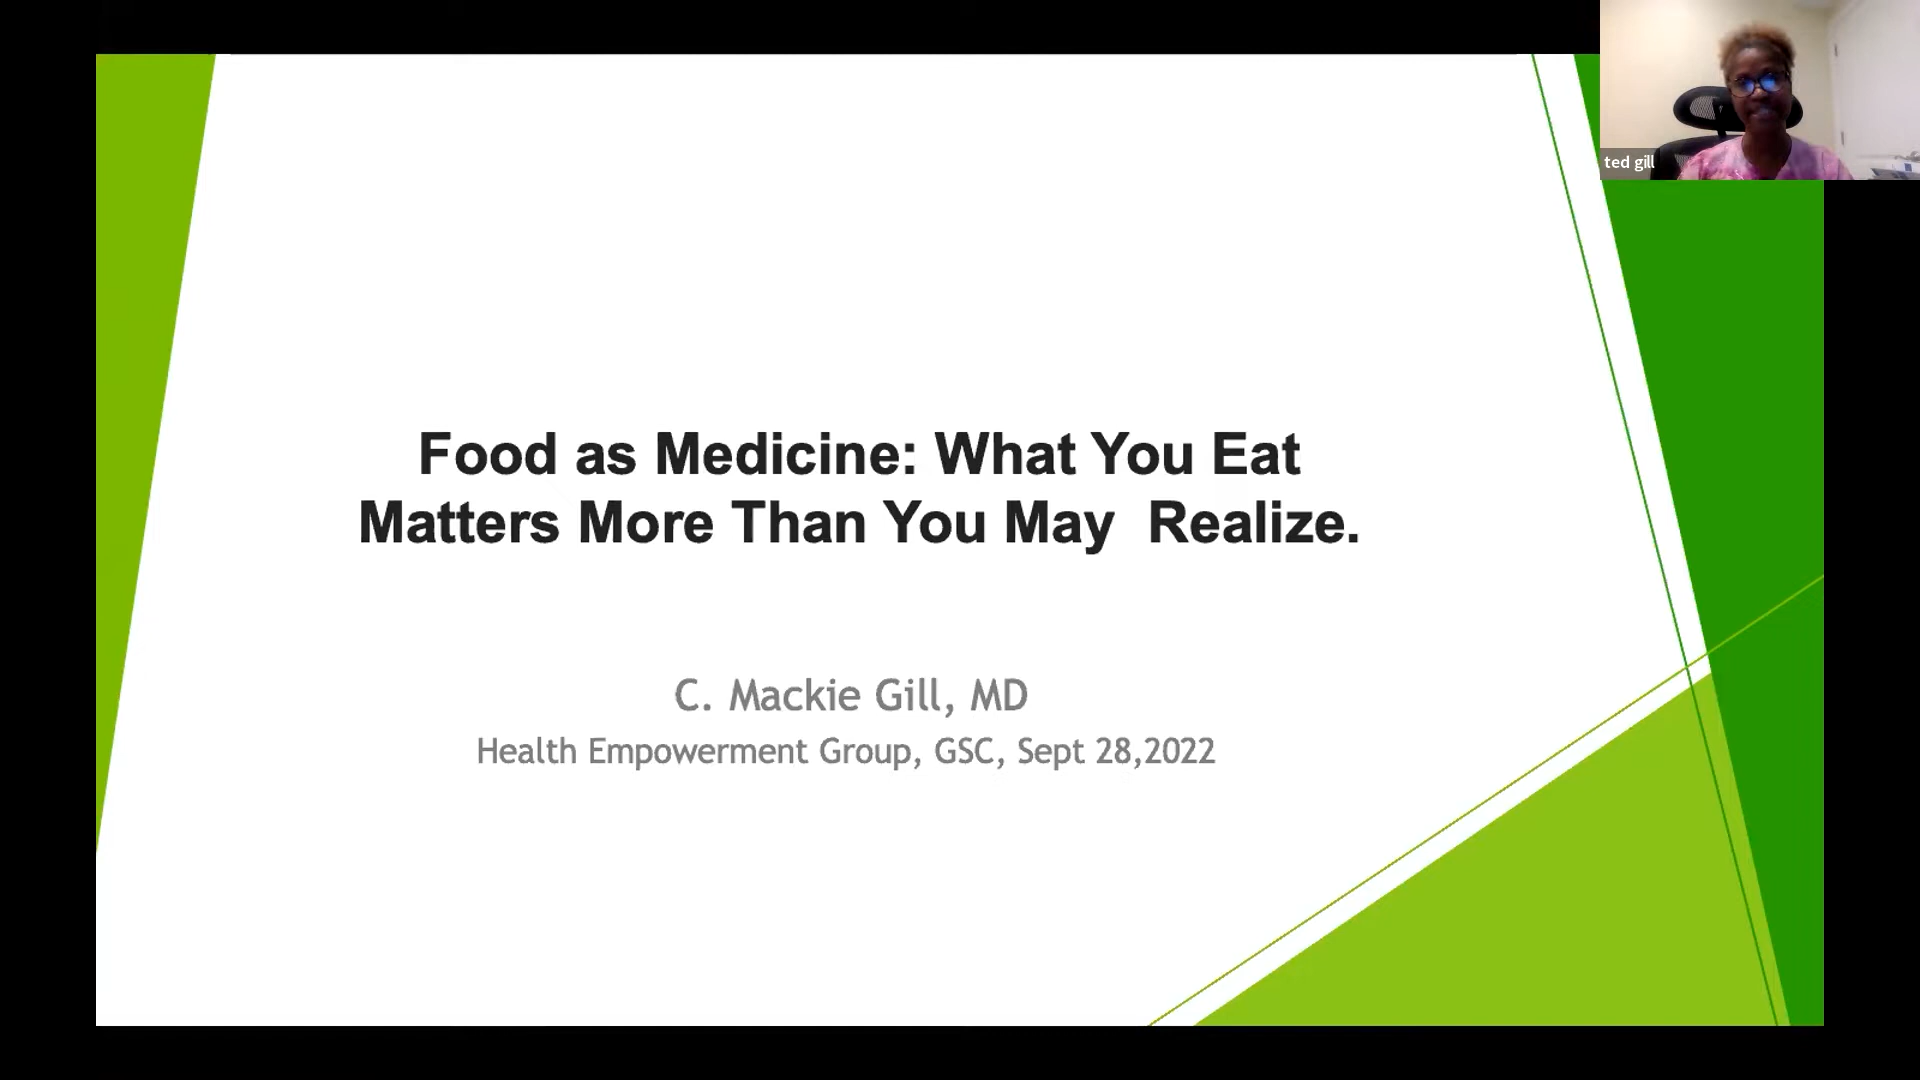 ted gill
Food as Medicine: What You Eat
Matters More Than You May  Realize.
C. Mackie Gill, MD
Health Empowerment Group, GSC, Sept 28,2022